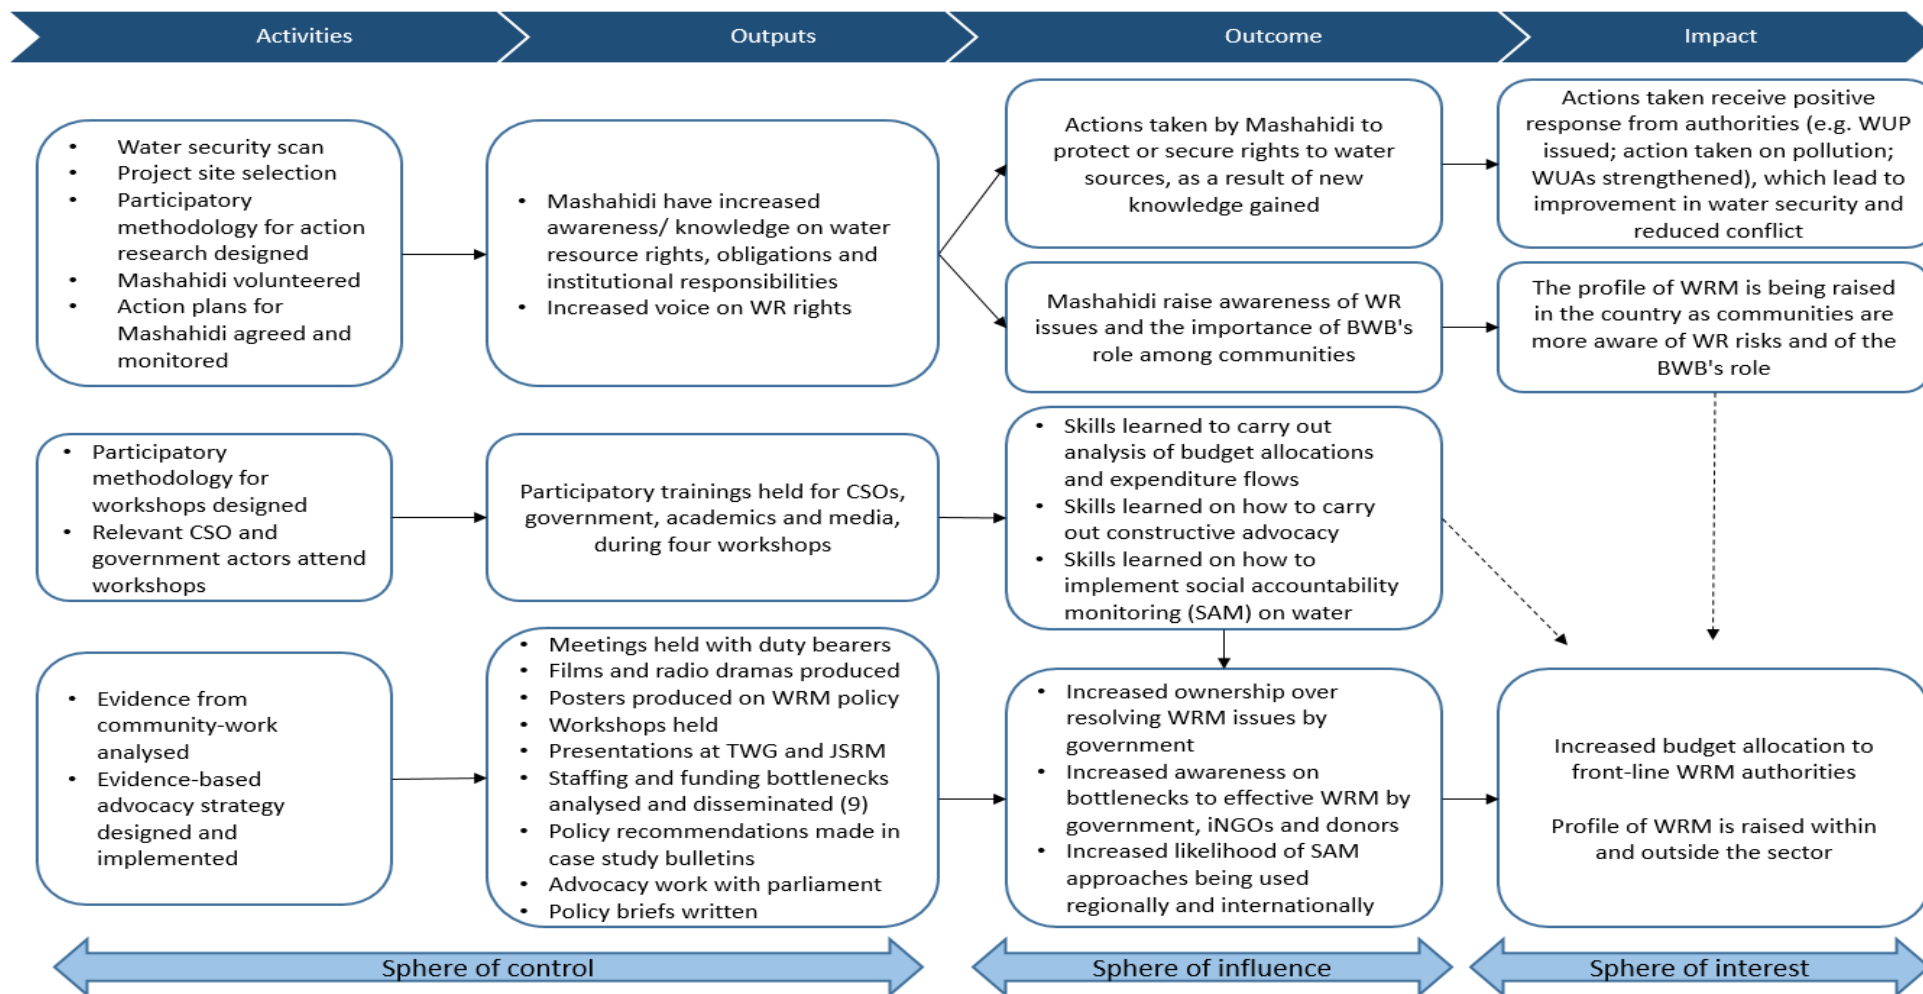 Activities
Outputs
Outcome
Impact
• Water security scan
• Project site selection
• Participatory
methodology for action
research designed
• Mashahidi volunteered
• Action plans for
Mashahidi agreed and
monitored
• Mashahidi have increased
awareness/ knowledge on water
resource rights, obligations and
institutional responsibilities
• Increased voice on WR rights
Actions taken by Mashahidi to
protect or secure rights to water
sources, as a result of new
knowledge gained
Actions taken receive positive
response from authorities (e.g. WUP
issued; action taken on pollution;
WUAs strengthened), which lead to
improvement in water security and
reduced conflict
Mashahidi raise awareness of WR
issues and the importance of BWB's
role among communities
The profile of WRM is being raised
in the country as communities are
more aware of WR risks and of the
BWB's role
• Participatory
methodology for
workshops designed
• Relevant CSO and
government actors attend
workshops
Participatory trainings held for CSOs,
government, academics and media,
during four workshops
• Skills learned to carry out
analysis of budget allocations
and expenditure flows
• Skills learned on how to carry
out constructive advocacy
• Skills learned on how to
implement social accountability
monitoring (SAM) on water
• Evidence from
community-work
analysed
• Evidence-based
advocacy strategy
designed and
implemented
• Meetings held with duty bearers
• Films and radio dramas produced
• Posters produced on WRM policy
• Workshops held
• Presentations at TWG and JSRM
• Staffing and funding bottlenecks
analysed and disseminated (9)
• Policy recommendations made in
case study bulletins
• Advocacy work with parliament
• Policy briefs written
• Increased ownership over
resolving WRM issues by
government
• Increased awareness on
bottlenecks to effective WRM by
government, iNGOs and donors
• Increased likelihood of SAM
approaches being used
regionally and internationally
Increased budget allocation to
front-line WRM authorities
Profile of WRM is raised within
and outside the sector
Sphere of control
Sphere of influence
Sphere of interest